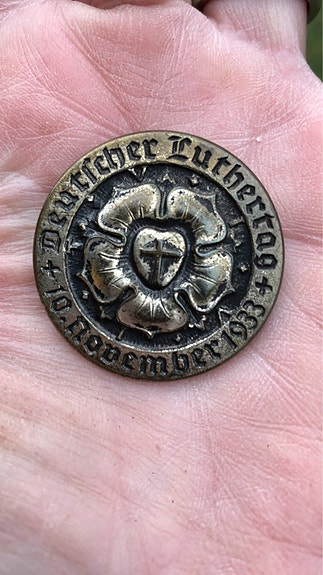 Deutscher Luthertag
+ 10. November 1933 +